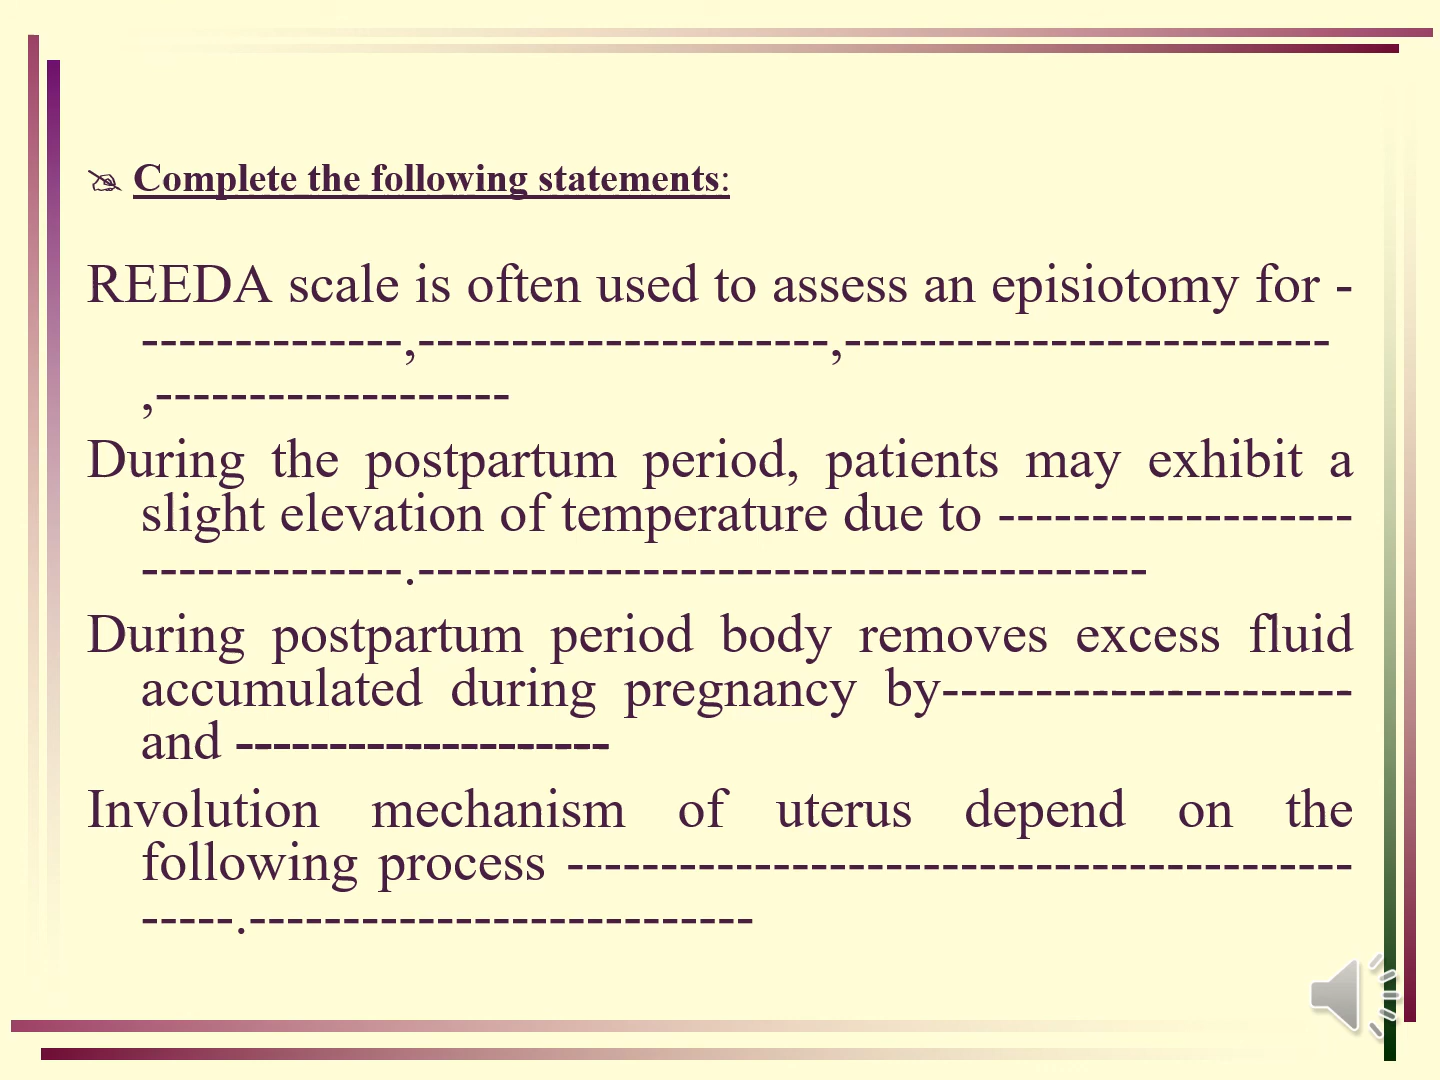 Complete the following statements:
REEDA scale is often used to assess an episiotomy for -
--------------,----------------------,--------------------------
,-------------------
During the postpartum period, patients may exhibit a
slight elevation of temperature due to -------------------
--------------.---------------------------------------
During postpartum period body removes excess fluid
accumulated during pregnancy by----------------------
and --------------------
Involution mechanism of uterus depend on the
following process ------------------------------------------
-----.---------------------------